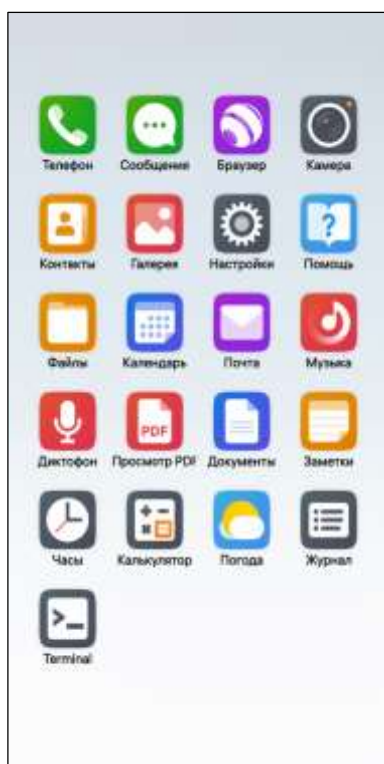 Телефон Сообщения Браузер Камера
?
Контакты Галерея Настройки Помощь
Файлы Календарь Почта Музыка
PDF
Диктофон Просмотр PDF Документы Заметки
Часы Калькулятор Погода Журнал
>_
Terminal